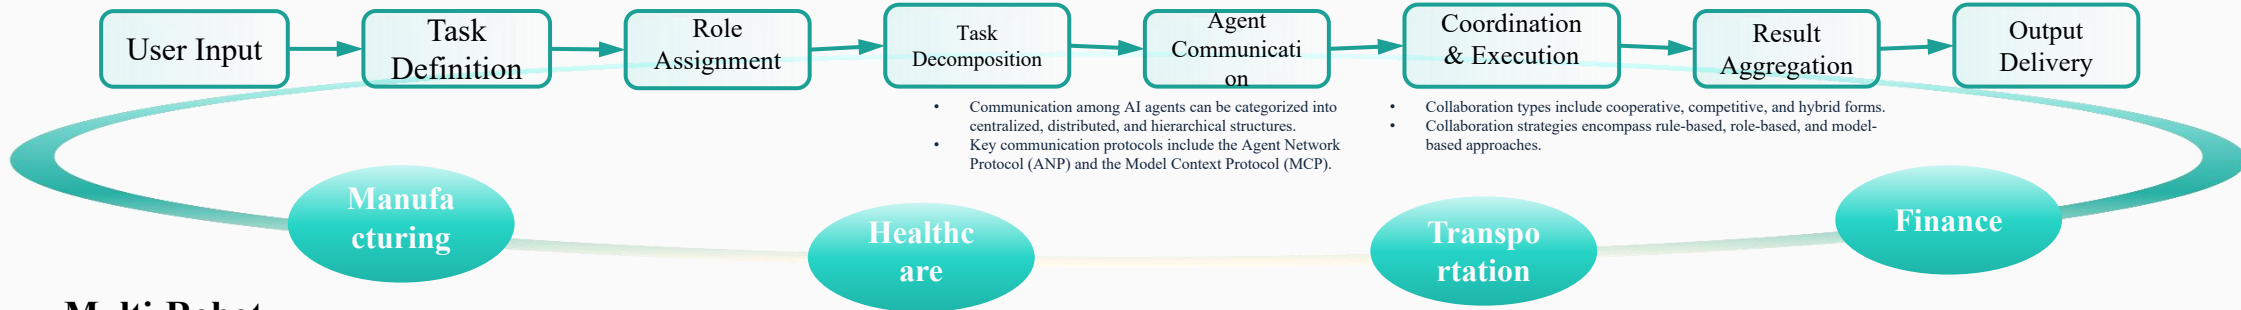 User Input
Task
Definition
Role
Assignment
Task
Decomposition
Agent
Communicati
on
Coordination
& Execution
Result
Aggregation
Output
Delivery
• Communication among AI agents can be categorized into
centralized, distributed, and hierarchical structures.
• Key communication protocols include the Agent Network
Protocol (ANP) and the Model Context Protocol (MCP).
• Collaboration types include cooperative, competitive, and hybrid forms.
• Collaboration strategies encompass rule-based, role-based, and model-
based approaches.
Manufa
cturing
Healthc
are
Transpo
rtation
Finance
Multi-Robot